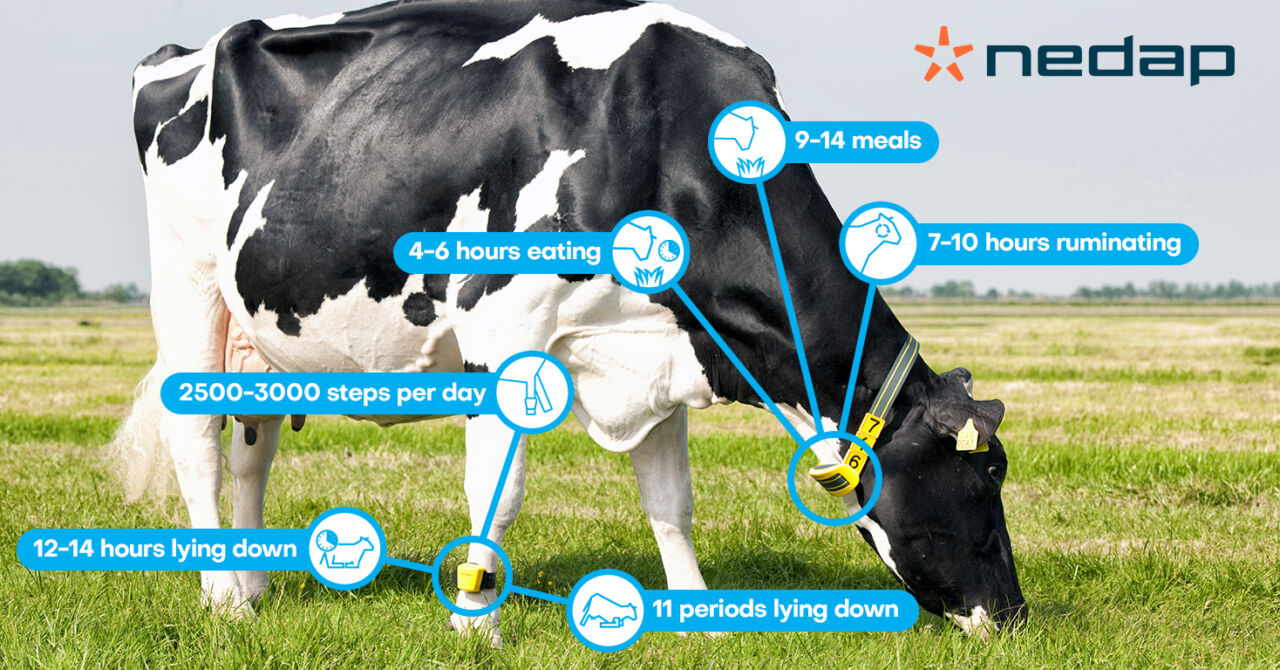 nedap
9-14 meals
7-10 hours ruminating
4-6 hours eating
2500-3000 steps per day
7
6
12-14 hours lying down
11 periods lying down